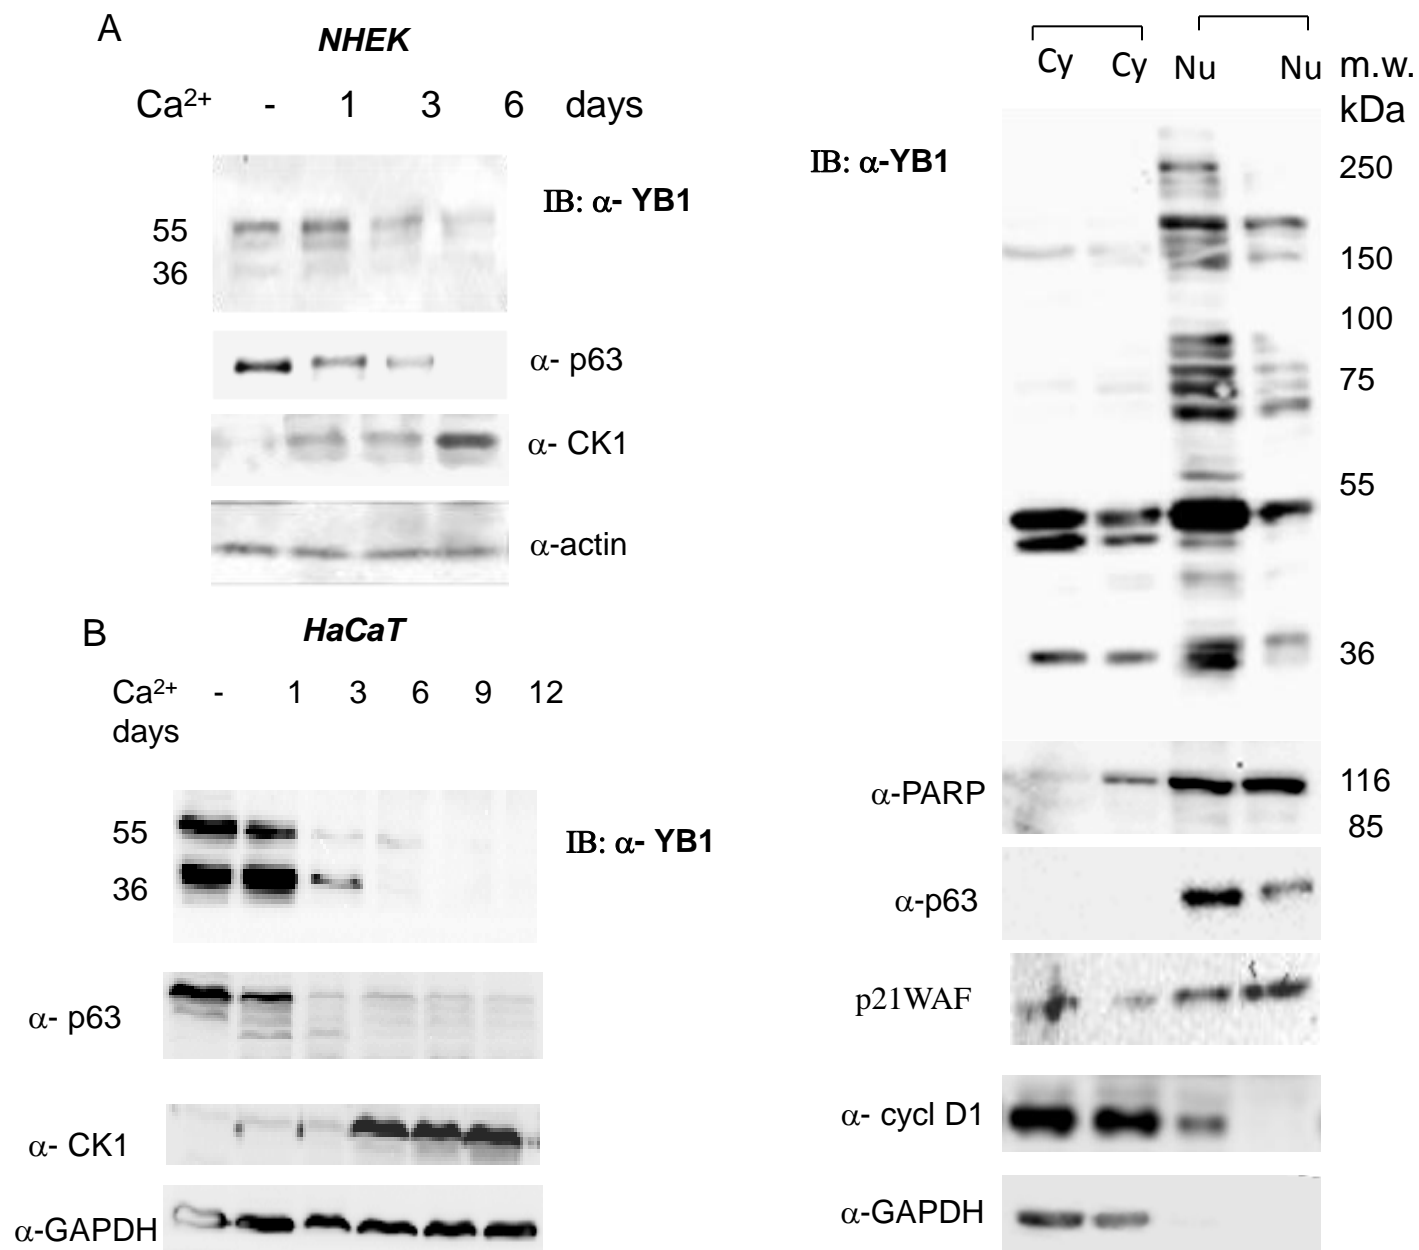 A
NHEK
Ca2+ - 1 3 6 days
IB: α- YB1
55
36
α- p63
α- CK1
α-actin
B
HaCaT
Ca2+ - 1 3 6 9 12
days
55
36
IB: α- YB1
α- p63
α- CK1
α-GAPDH
Cy Cy Nu Nu m.w.
kDa
IB: α-YB1
250
150
100
75
55
36
α-PARP
116
85
α-p63
p21WAF
α- cycl D1
α-GAPDH